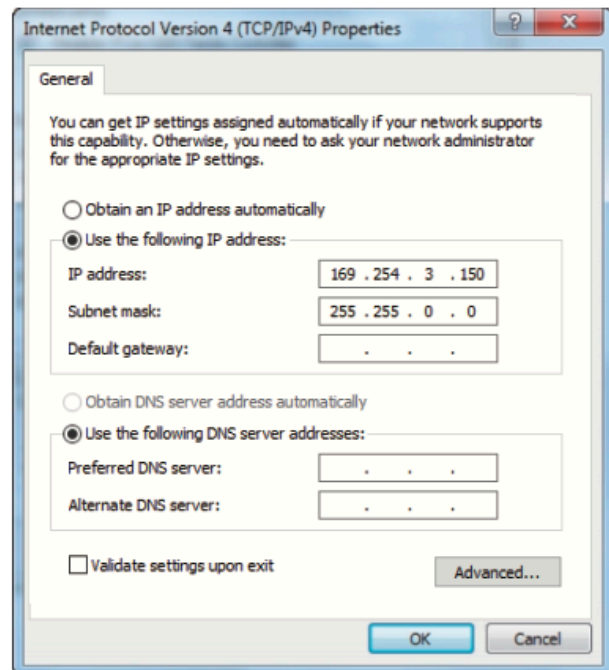 Internet Protocol Version 4 (TCP/IPv4) Properties
General
You can get IP settings assigned automatically if your network supports
this capability. Otherwise, you need to ask your network administrator
for the appropriate IP settings.
Obtain an IP address automatically
Use the following IP address:
IP address: 169 . 254 . 3 . 150
Subnet mask: 255 . 255 . 0 . 0
Default gateway: . . .
Obtain DNS server address automatically
Use the following DNS server addresses:
Preferred DNS server: . . .
Alternate DNS server: . . .
Validate settings upon exit
Advanced...
OK Cancel